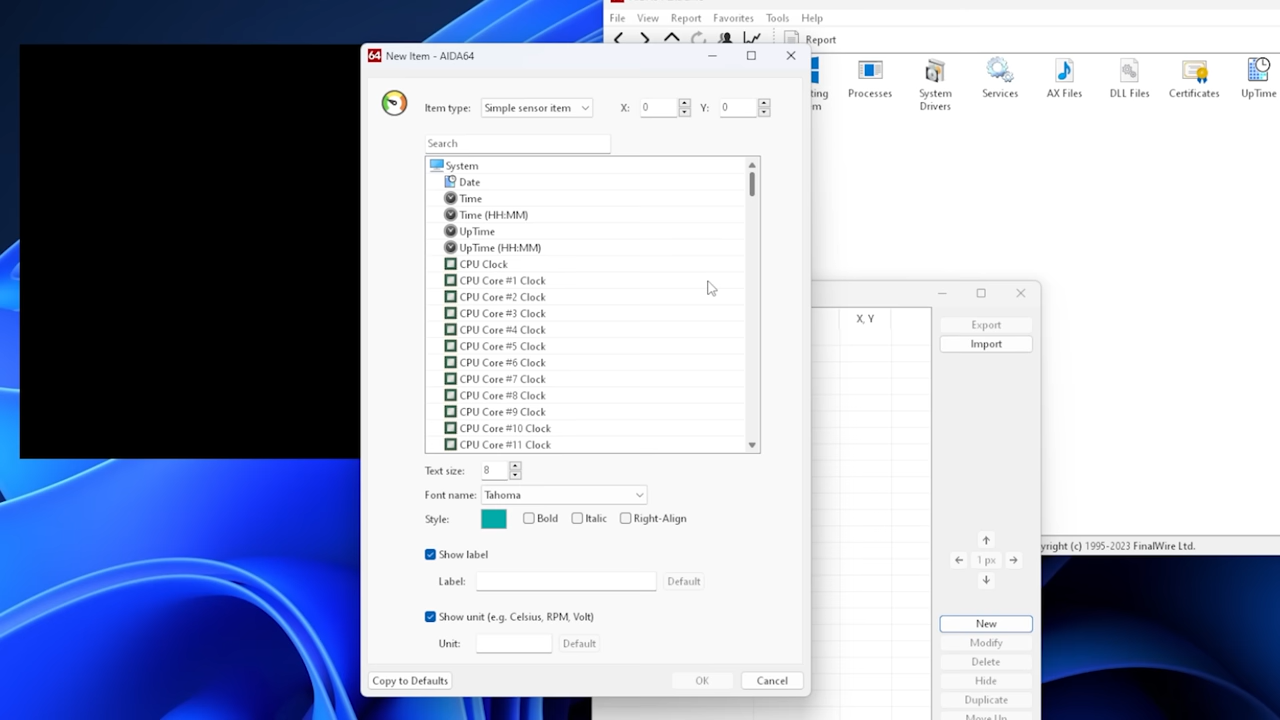 File View Report Favorites Tools Help
Report
64 New Item - AIDA64
Item type: Simple sensor item X: 0 Y: 0
Processes System Drivers Services AX Files DLL Files Certificates UpTime
Search
System
Date
Time
Time (HH:MM)
UpTime
UpTime (HH:MM)
CPU Clock
CPU Core #1 Clock
CPU Core #2 Clock
CPU Core #3 Clock
CPU Core #4 Clock
CPU Core #5 Clock
CPU Core #6 Clock
CPU Core #7 Clock
CPU Core #8 Clock
CPU Core #9 Clock
CPU Core #10 Clock
CPU Core #11 Clock
Text size: 8
Font name: Tahoma
Style: Bold Italic Right-Align
Show label
Label: Default
Show unit (e.g. Celsius, RPM, Volt)
Unit: Default
Copy to Defaults OK Cancel
X, Y
Export
Import
yright (c) 1995-2023 FinalWire Ltd.
1 px
New
Modify
Delete
Hide
Duplicate
Move Up